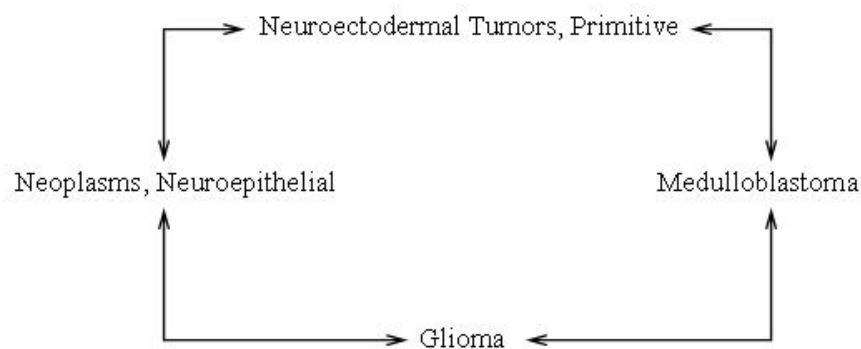 Neuroectodermal Tumors, Primitive
Neoplasms, Neuroepithelial
Medulloblastoma
Glioma